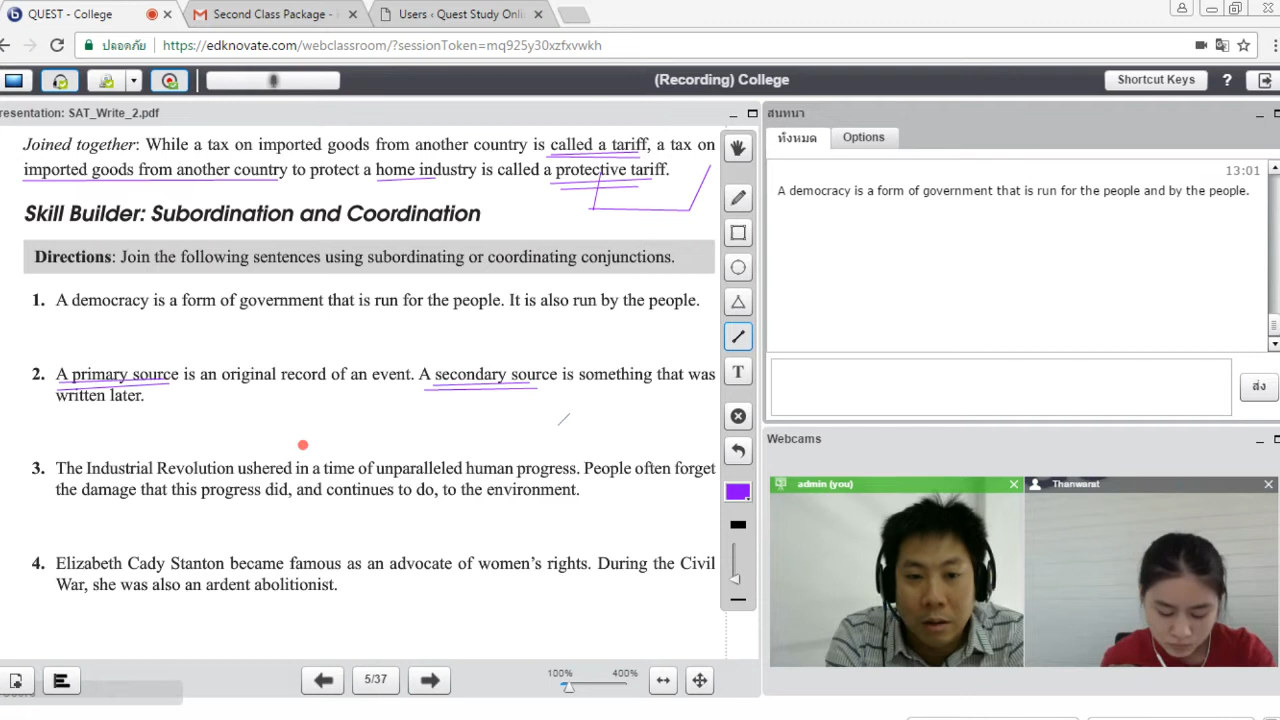 QUEST - College
Second Class Package -
Users ‹ Quest Study Onli
ปลอดภัย
https://edknovate.com/webclassroom/?sessionToken=mq925y30xzfxvwkh
(Recording) College
Shortcut Keys
?
resentation: SAT_Write_2.pdf
Joined together: While a tax on imported goods from another country is called a tariff, a tax on
imported goods from another country to protect a home industry is called a protective tariff.
Skill Builder: Subordination and Coordination
Directions: Join the following sentences using subordinating or coordinating conjunctions.
1. A democracy is a form of government that is run for the people. It is also run by the people.
2. A primary source is an original record of an event. A secondary source is something that was
written later.
3. The Industrial Revolution ushered in a time of unparalleled human progress. People often forget
the damage that this progress did, and continues to do, to the environment.
4. Elizabeth Cady Stanton became famous as an advocate of women's rights. During the Civil
War, she was also an ardent abolitionist.
T
5/37
100%
400%
สนทนา
ทั้งหมด
Options
13:01
A democracy is a form of government that is run for the people and by the people.
ส่ง
Webcams
admin (you)
Thanwarat